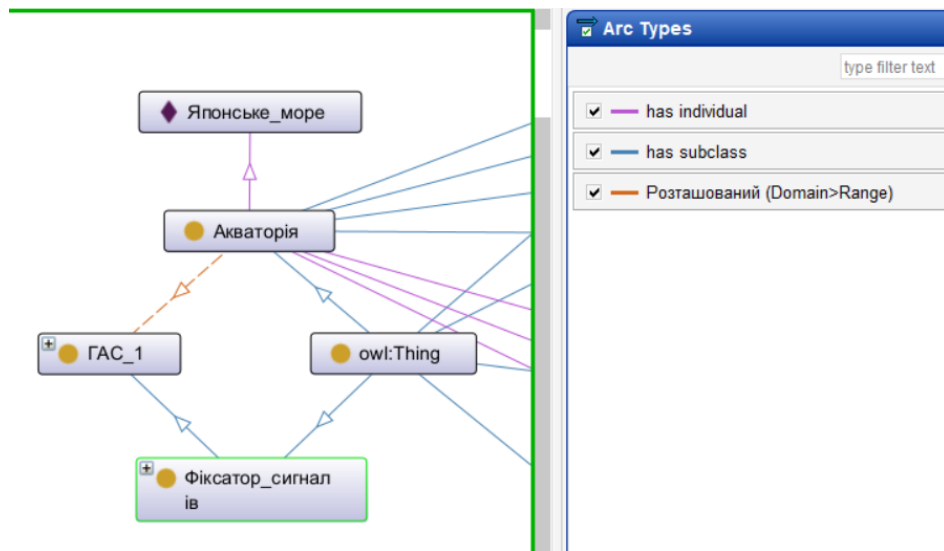 Японське_море
Акваторія
ГАС_1
owl:Thing
Фіксатор_сигнал
ів
Arc Types
type filter text
has individual
has subclass
Розташований (Domain>Range)